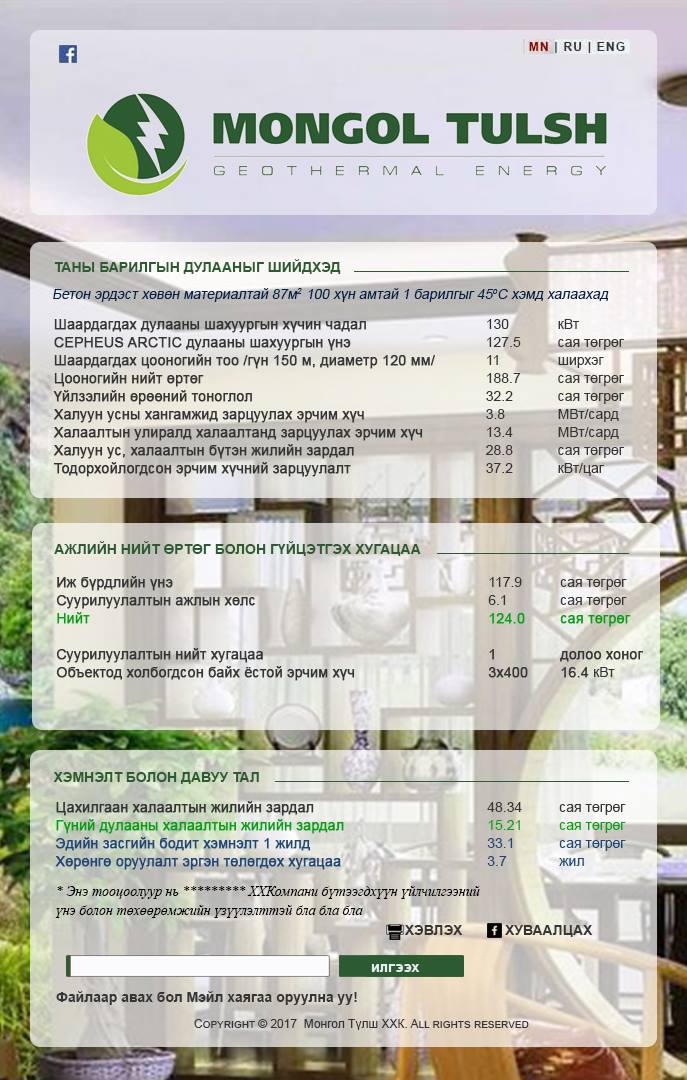 MN | RU | ENG
MONGOL TULSH
GEOTHERMAL ENERGY
ТАНЫ БАРИЛГЫН ДУЛААНЫГ ШИЙДХЭД
Бетон эрдэст хөвөн материалтай 87м² 100 хүн амтай 1 барилгыг 45ºC хэмд халаахад
Шаардагдах дулааны шахуургын хүчин чадал 130 кВт
CEPHEUS ARCTIC дулааны шахуургын үнэ 127.5 сая төгрөг
Шаардагдах цооногийн тоо /гүн 150 м, диаметр 120 мм/ 11 ширхэг
Цооногийн нийт өртөг 188.7 сая төгрөг
Үйлзэлийн өрөөний тоноглол 32.2 сая төгрөг
Халуун усны хангамжид зарцуулах эрчим хүч 3.8 МВт/сард
Халаалтын улиралд халаалтанд зарцуулах эрчим хүч 13.4 МВт/сард
Халуун ус, халаалтын бүтэн жилийн зардал 28.8 сая төгрөг
Тодорхойлогдсон эрчим хүчний зарцуулалт 37.2 кВт/цаг
АЖЛИЙН НИЙТ ӨРТӨГ БОЛОН ГҮЙЦЭТГЭХ ХУГАЦАА
Иж бүрдлийн үнэ 117.9 сая төгрөг
Суурилуулалтын ажлын хөлс 6.1 сая төгрөг
Нийт 124.0 сая төгрөг
Суурилуулалтын нийт хугацаа 1 долоо хоног
Объектод холбогдсон байх ёстой эрчим хүч 3x400 16.4 кВт
ХЭМНЭЛТ БОЛОН ДАВУУ ТАЛ
Цахилгаан халаалтын жилийн зардал 48.34 сая төгрөг
Гүний дулааны халаалтын жилийн зардал 15.21 сая төгрөг
Эдийн засгийн бодит хэмнэлт 1 жилд 33.1 сая төгрөг
Хөрөнгө оруулалт эргэн төлөгдөх хугацаа 3.7 жил
* Энэ тооцоолуур нь ********* ХХКомпани бүтээгдхүүн үйлчилгээний
үнэ болон төхөөрөмжийн үзүүлэлттэй бла бла бла
ХЭВЛЭХ ХУВААЛЦАХ
ИЛГЭЭХ
Файлаар авах бол Мэйл хаягаа оруулна уу!
Copyright © 2017 Монгол Түлш ХХК. All rights reserved